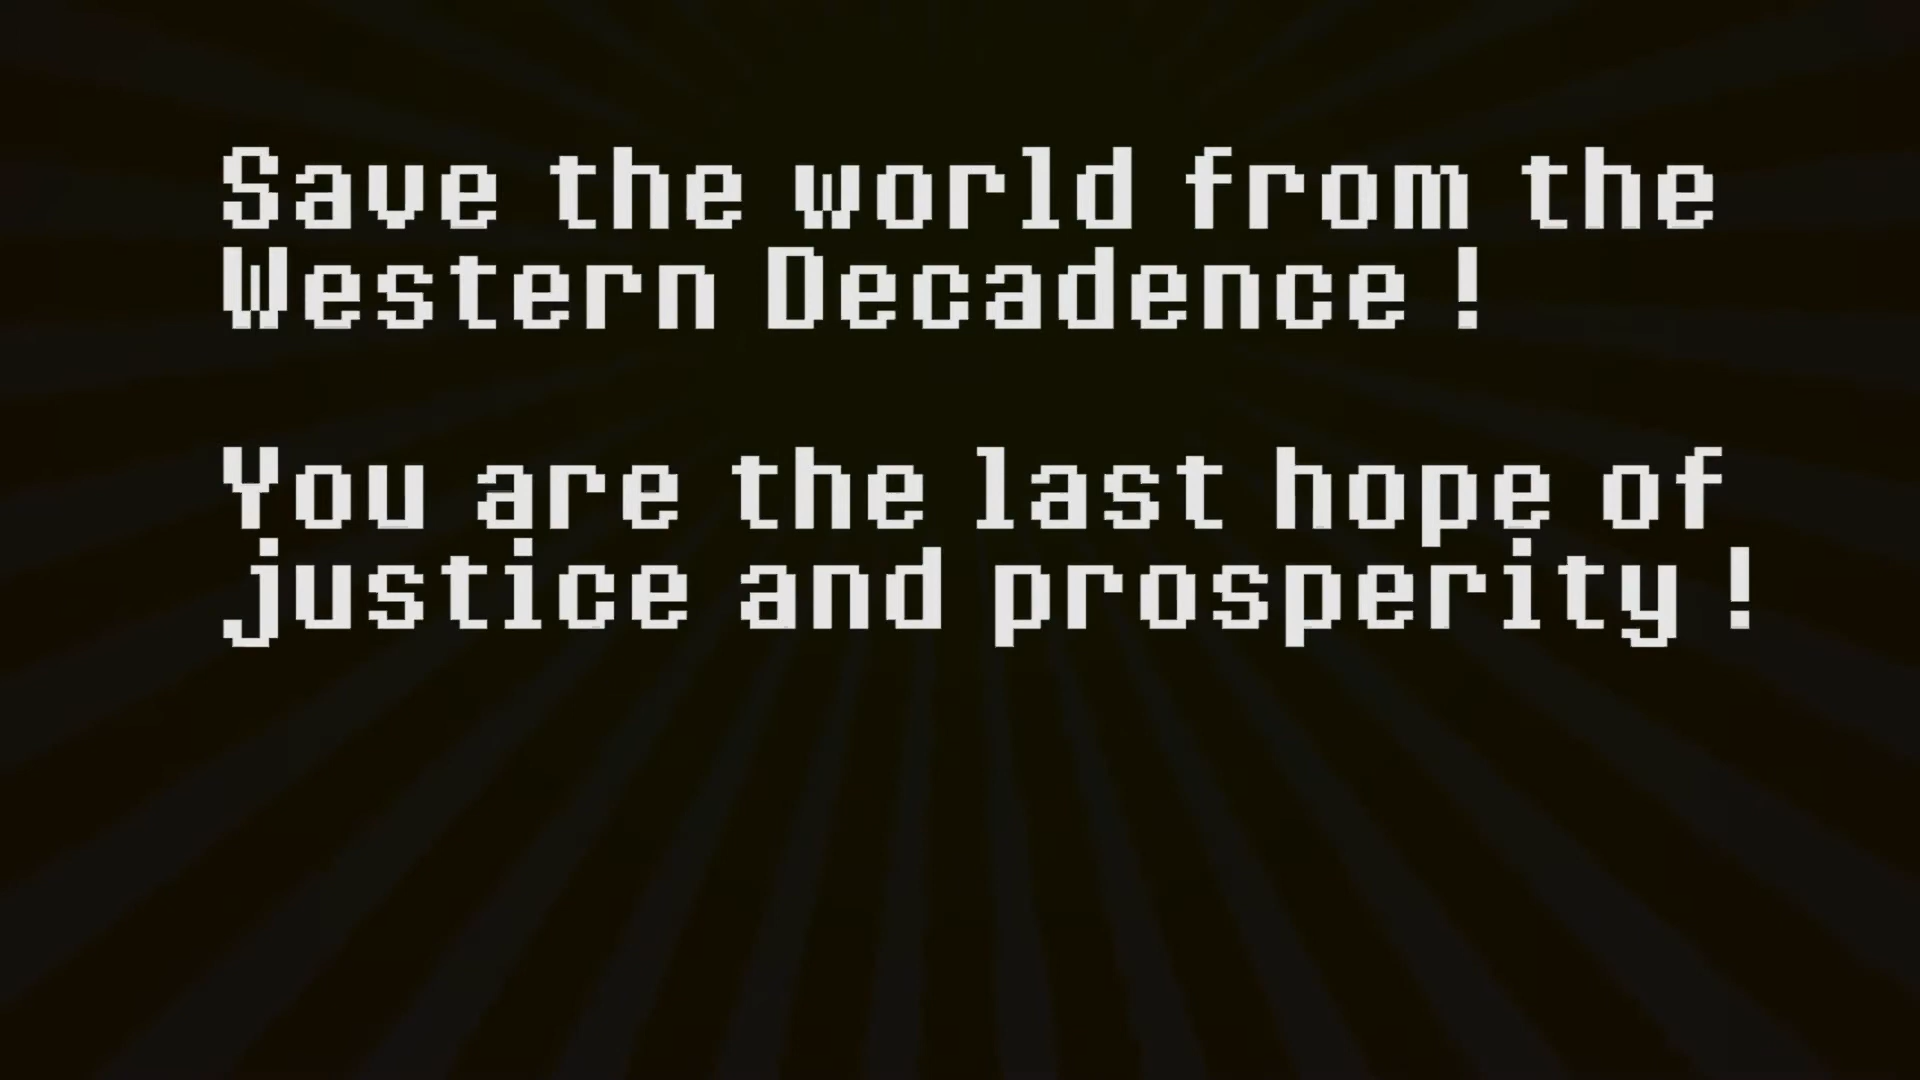 Save the world from the
Western Decadence !
You are the last hope of
justice and prosperity !